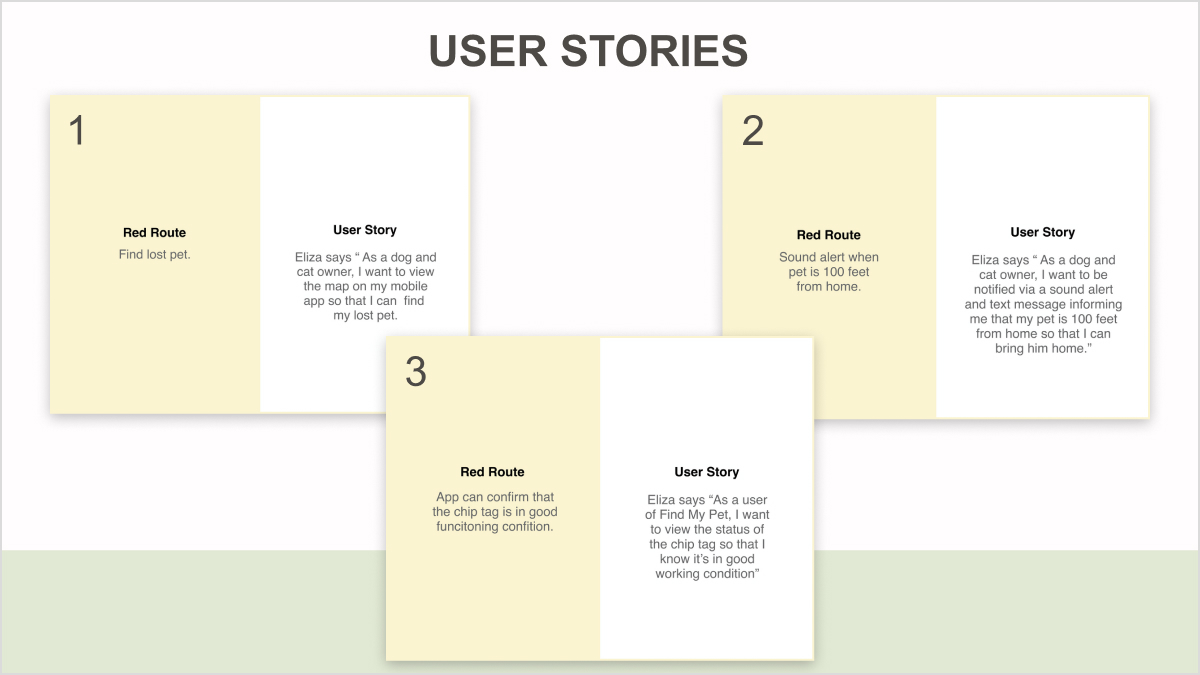 USER STORIES
1
Red Route
Find lost pet.
User Story
Eliza says “ As a dog and
cat owner, I want to view
the map on my mobile
app so that I can  find
my lost pet.
2
Red Route
Sound alert when
pet is 100 feet
from home.
User Story
Eliza says “ As a dog and
cat owner, I want to be
notified via a sound alert
and text message informing
me that my pet is 100 feet
from home so that I can
bring him home.”
3
Red Route
App can confirm that
the chip tag is in good
funcitoning confition.
User Story
Eliza says “As a user
of Find My Pet, I want
to view the status of
the chip tag so that I
know it’s in good
working condition”